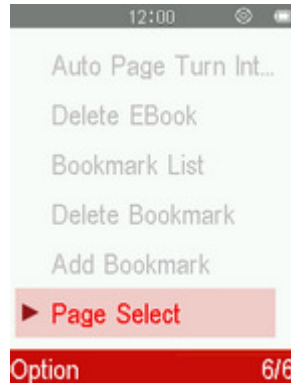 12:00
Auto Page Turn Int...
Delete EBook
Bookmark List
Delete Bookmark
Add Bookmark
Page Select
Option 6/6